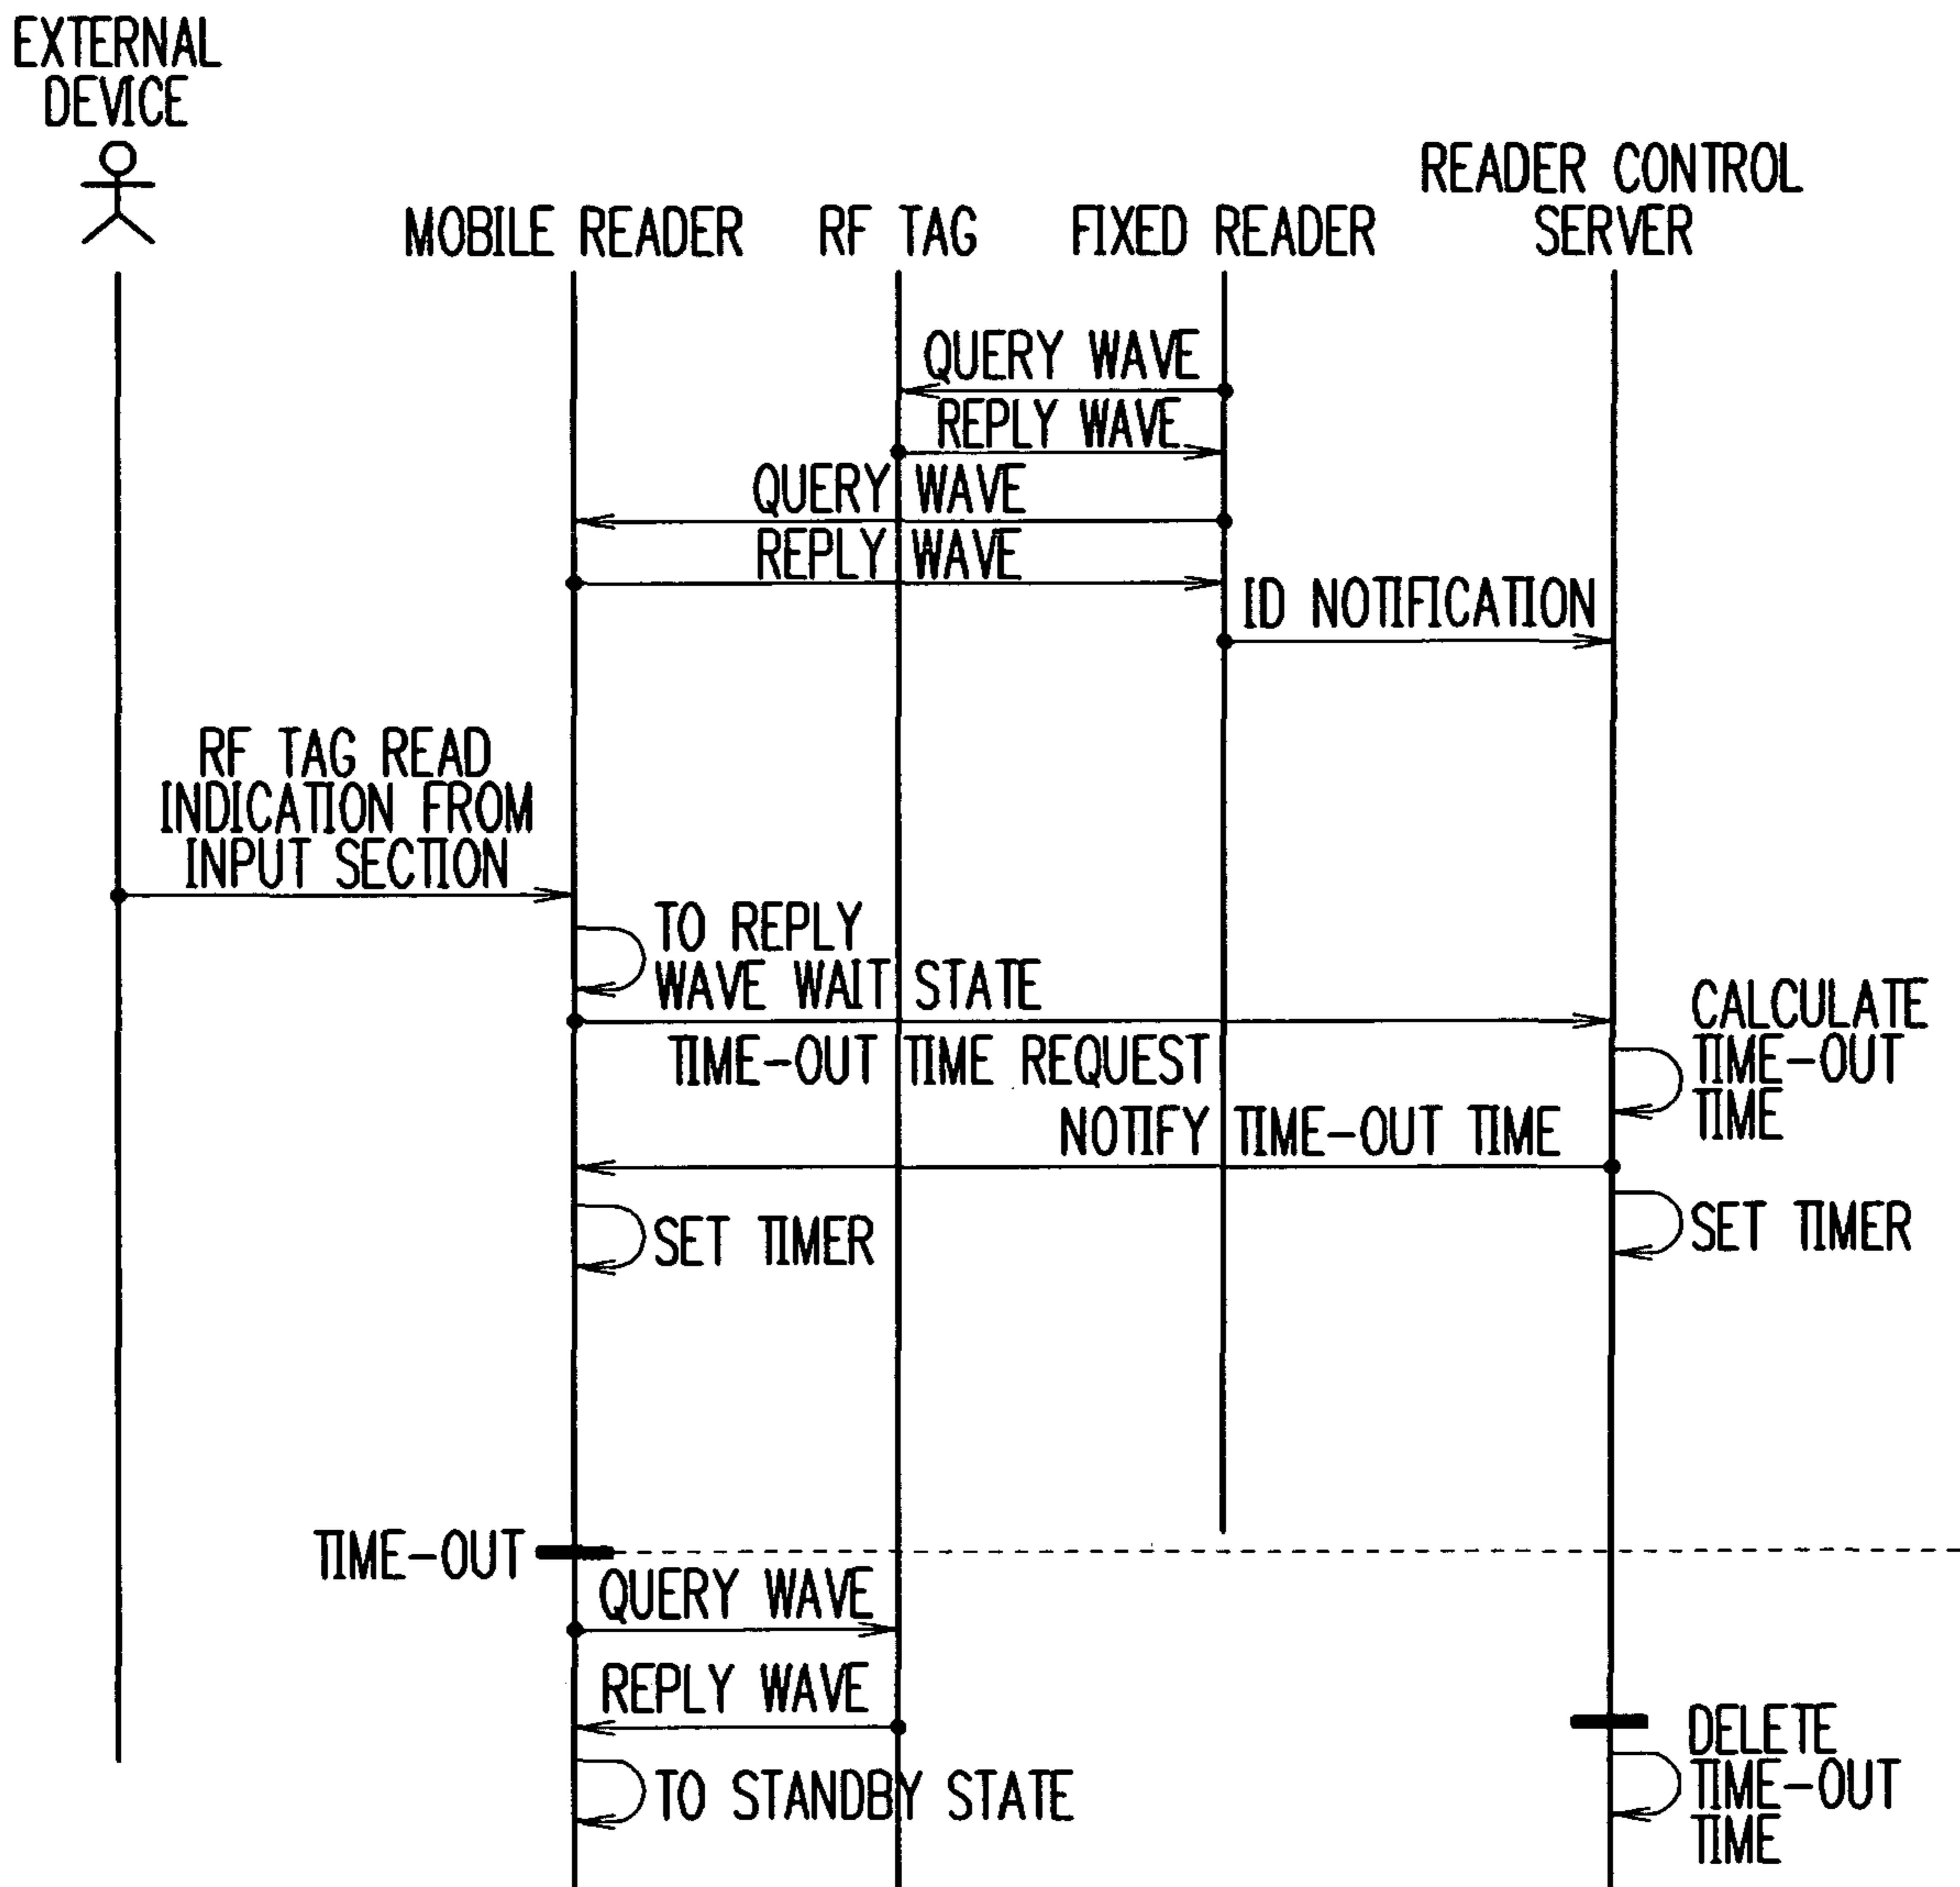 EXTERNAL
DEVICE
READER CONTROL
SERVER
MOBILE READER
RF TAG
FIXED READER
QUERY WAVE
REPLY WAVE
QUERY WAVE
REPLY WAVE
ID NOTIFICATION
RF TAG READ
INDICATION FROM
INPUT SECTION
TO REPLY
WAVE WAIT STATE
TIME-OUT TIME REQUEST
CALCULATE
TIME-OUT
TIME
NOTIFY TIME-OUT TIME
SET TIMER
SET TIMER
TIME-OUT
QUERY WAVE
REPLY WAVE
TO STANDBY STATE
DELETE
TIME-OUT
TIME